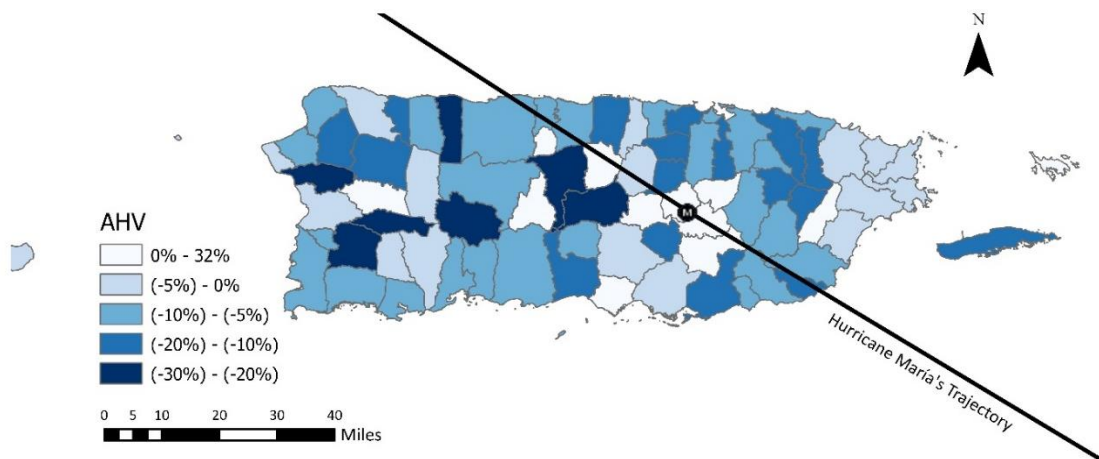 N
M
AHV
0% - 32%
(-5%) - 0%
(-10%) - (-5%)
(-20%) - (-10%)
(-30%) - (-20%)
0 5 10 20 30 40
Miles
Hurricane María's Trajectory